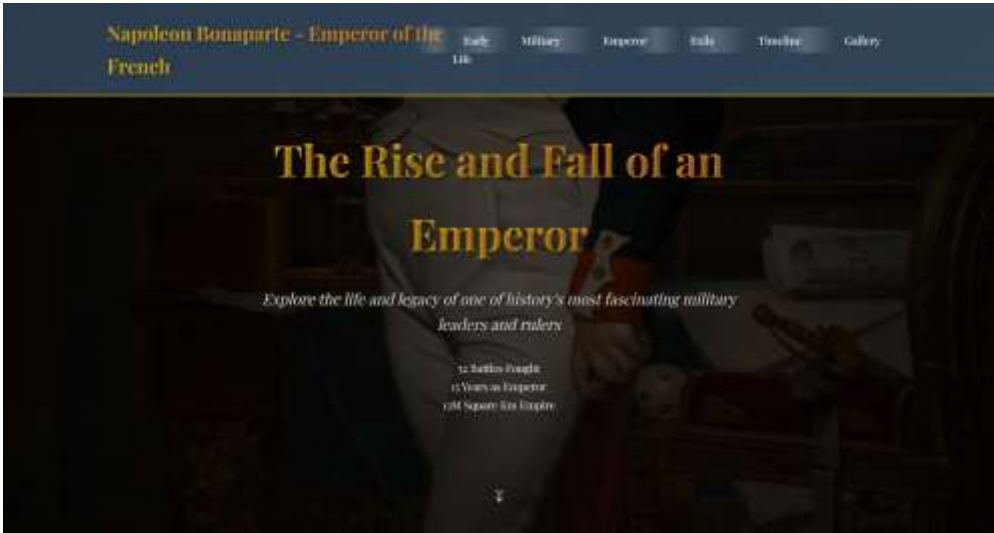 Napoleon Bonaparte - Emperor of the
French
Early
Life
Military
Emperor
Exile
Timeline
Gallery
The Rise and Fall of an
Emperor
Explore the life and legacy of one of history's most fascinating military
leaders and rulers
52 Battles Fought
15 Years as Emperor
Square Km Empire